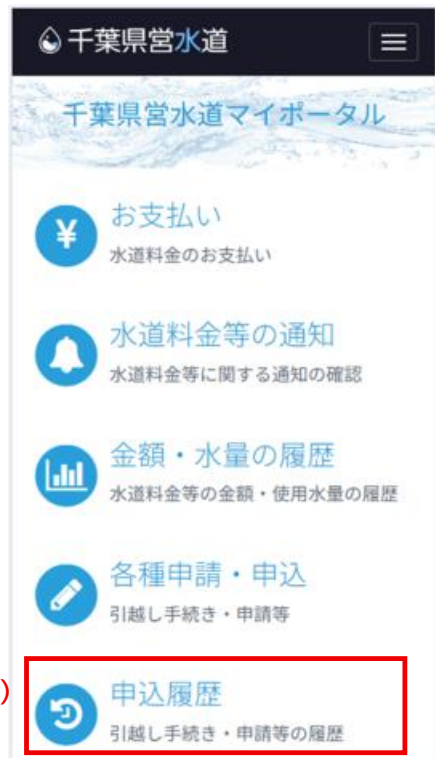 千葉県営水道
千葉県営水道マイポータル
お支払い
水道料金のお支払い
水道料金等の通知
水道料金等に関する通知の確認
金額・水量の履歴
水道料金等の金額・使用水量の履歴
各種申請・申込
引越し手続き・申請等
)
申込履歴
引越し手続き・申請等の履歴